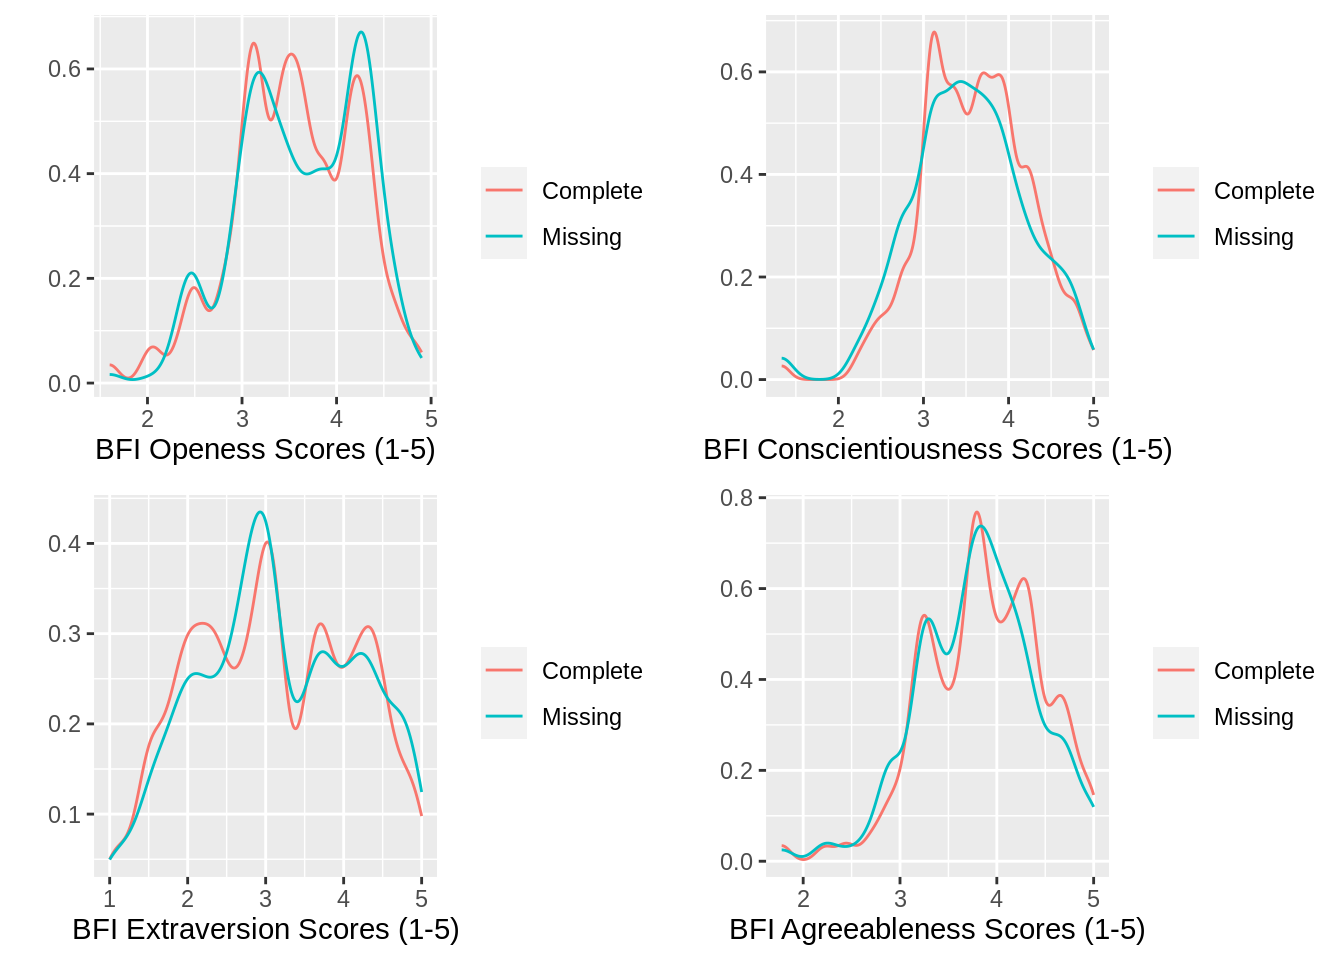 0.6
0.4
0.2
0.0
2 3 4 5
BFI Openess Scores (1-5)
Complete
Missing
0.6
0.4
0.2
0.0
2 3 4 5
BFI Conscientiousness Scores (1-5)
Complete
Missing
0.4
0.3
0.2
0.1
1 2 3 4 5
BFI Extraversion Scores (1-5)
Complete
Missing
0.8
0.6
0.4
0.2
0.0
2 3 4 5
BFI Agreeableness Scores (1-5)
Complete
Missing